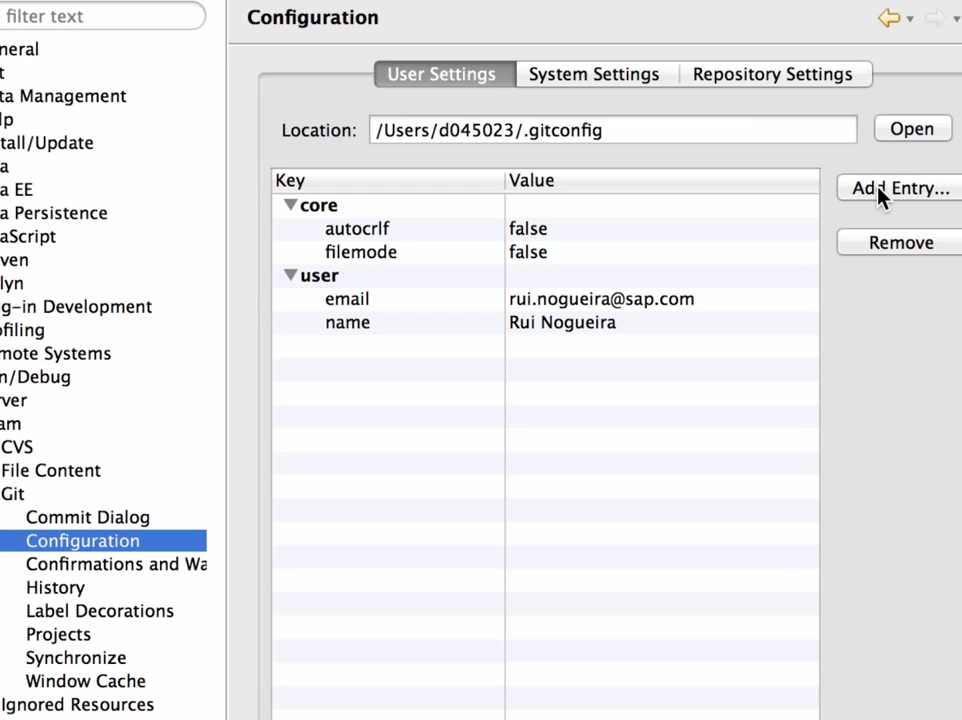 filter text
neral
t
ta Management
lp
tall/Update
a
a EE
a Persistence
aScript
ven
lyn
g-in Development
ofiling
mote Systems
n/Debug
rver
am
CVS
File Content
Git
Commit Dialog
Configuration
Confirmations and Wa
History
Label Decorations
Projects
Synchronize
Window Cache
Ignored Resources
Configuration
User Settings System Settings Repository Settings
Location: /Users/d045023/.gitconfig Open
Key Value
core
autocrlf false
filemode false
user
email rui.nogueira@sap.com
name Rui Nogueira
Add Entry...
Remove